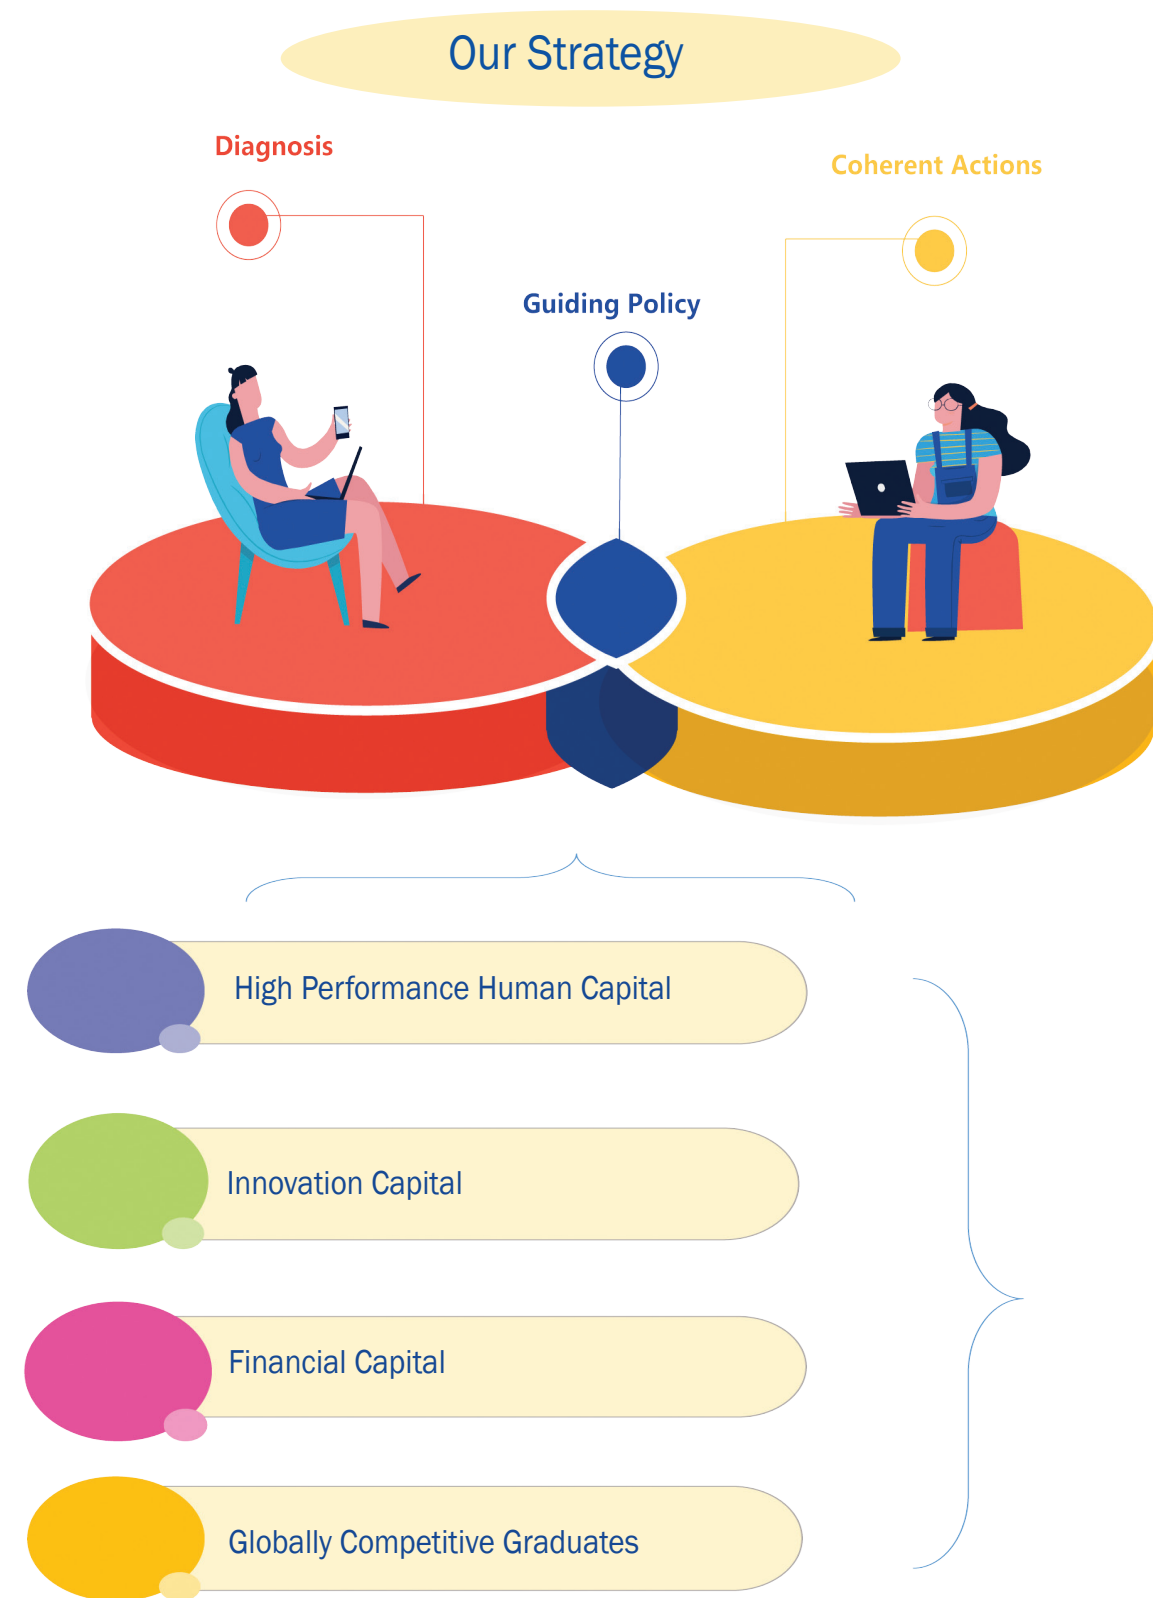 Our Strategy
Diagnosis
Coherent Actions
Guiding Policy
High Performance Human Capital
Innovation Capital
Financial Capital
Globally Competitive Graduates